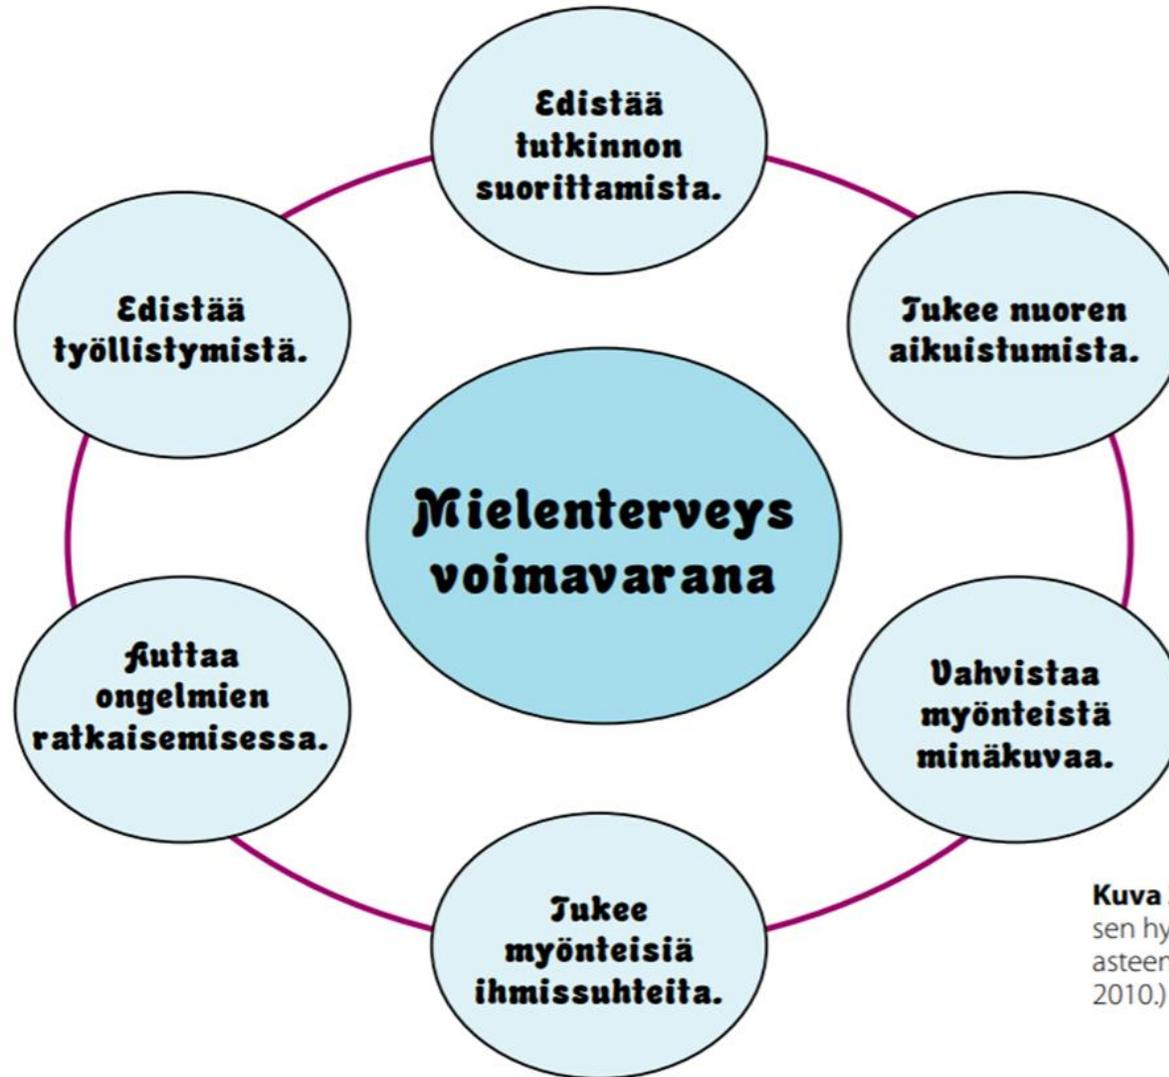 Edistää
tutkinnon
suorittamista.
Edistää
työllistymistä.
Tukee nuoren
aikuistumista.
Mielenterveys
voimavarana
Auttaa
ongelmien
ratkaisemisessa.
Vahvistaa
myönteistä
minäkuvaa.
Tukee
myönteisiä
ihmissuhteita.
Kuva
sen hy
asteen
2010.)